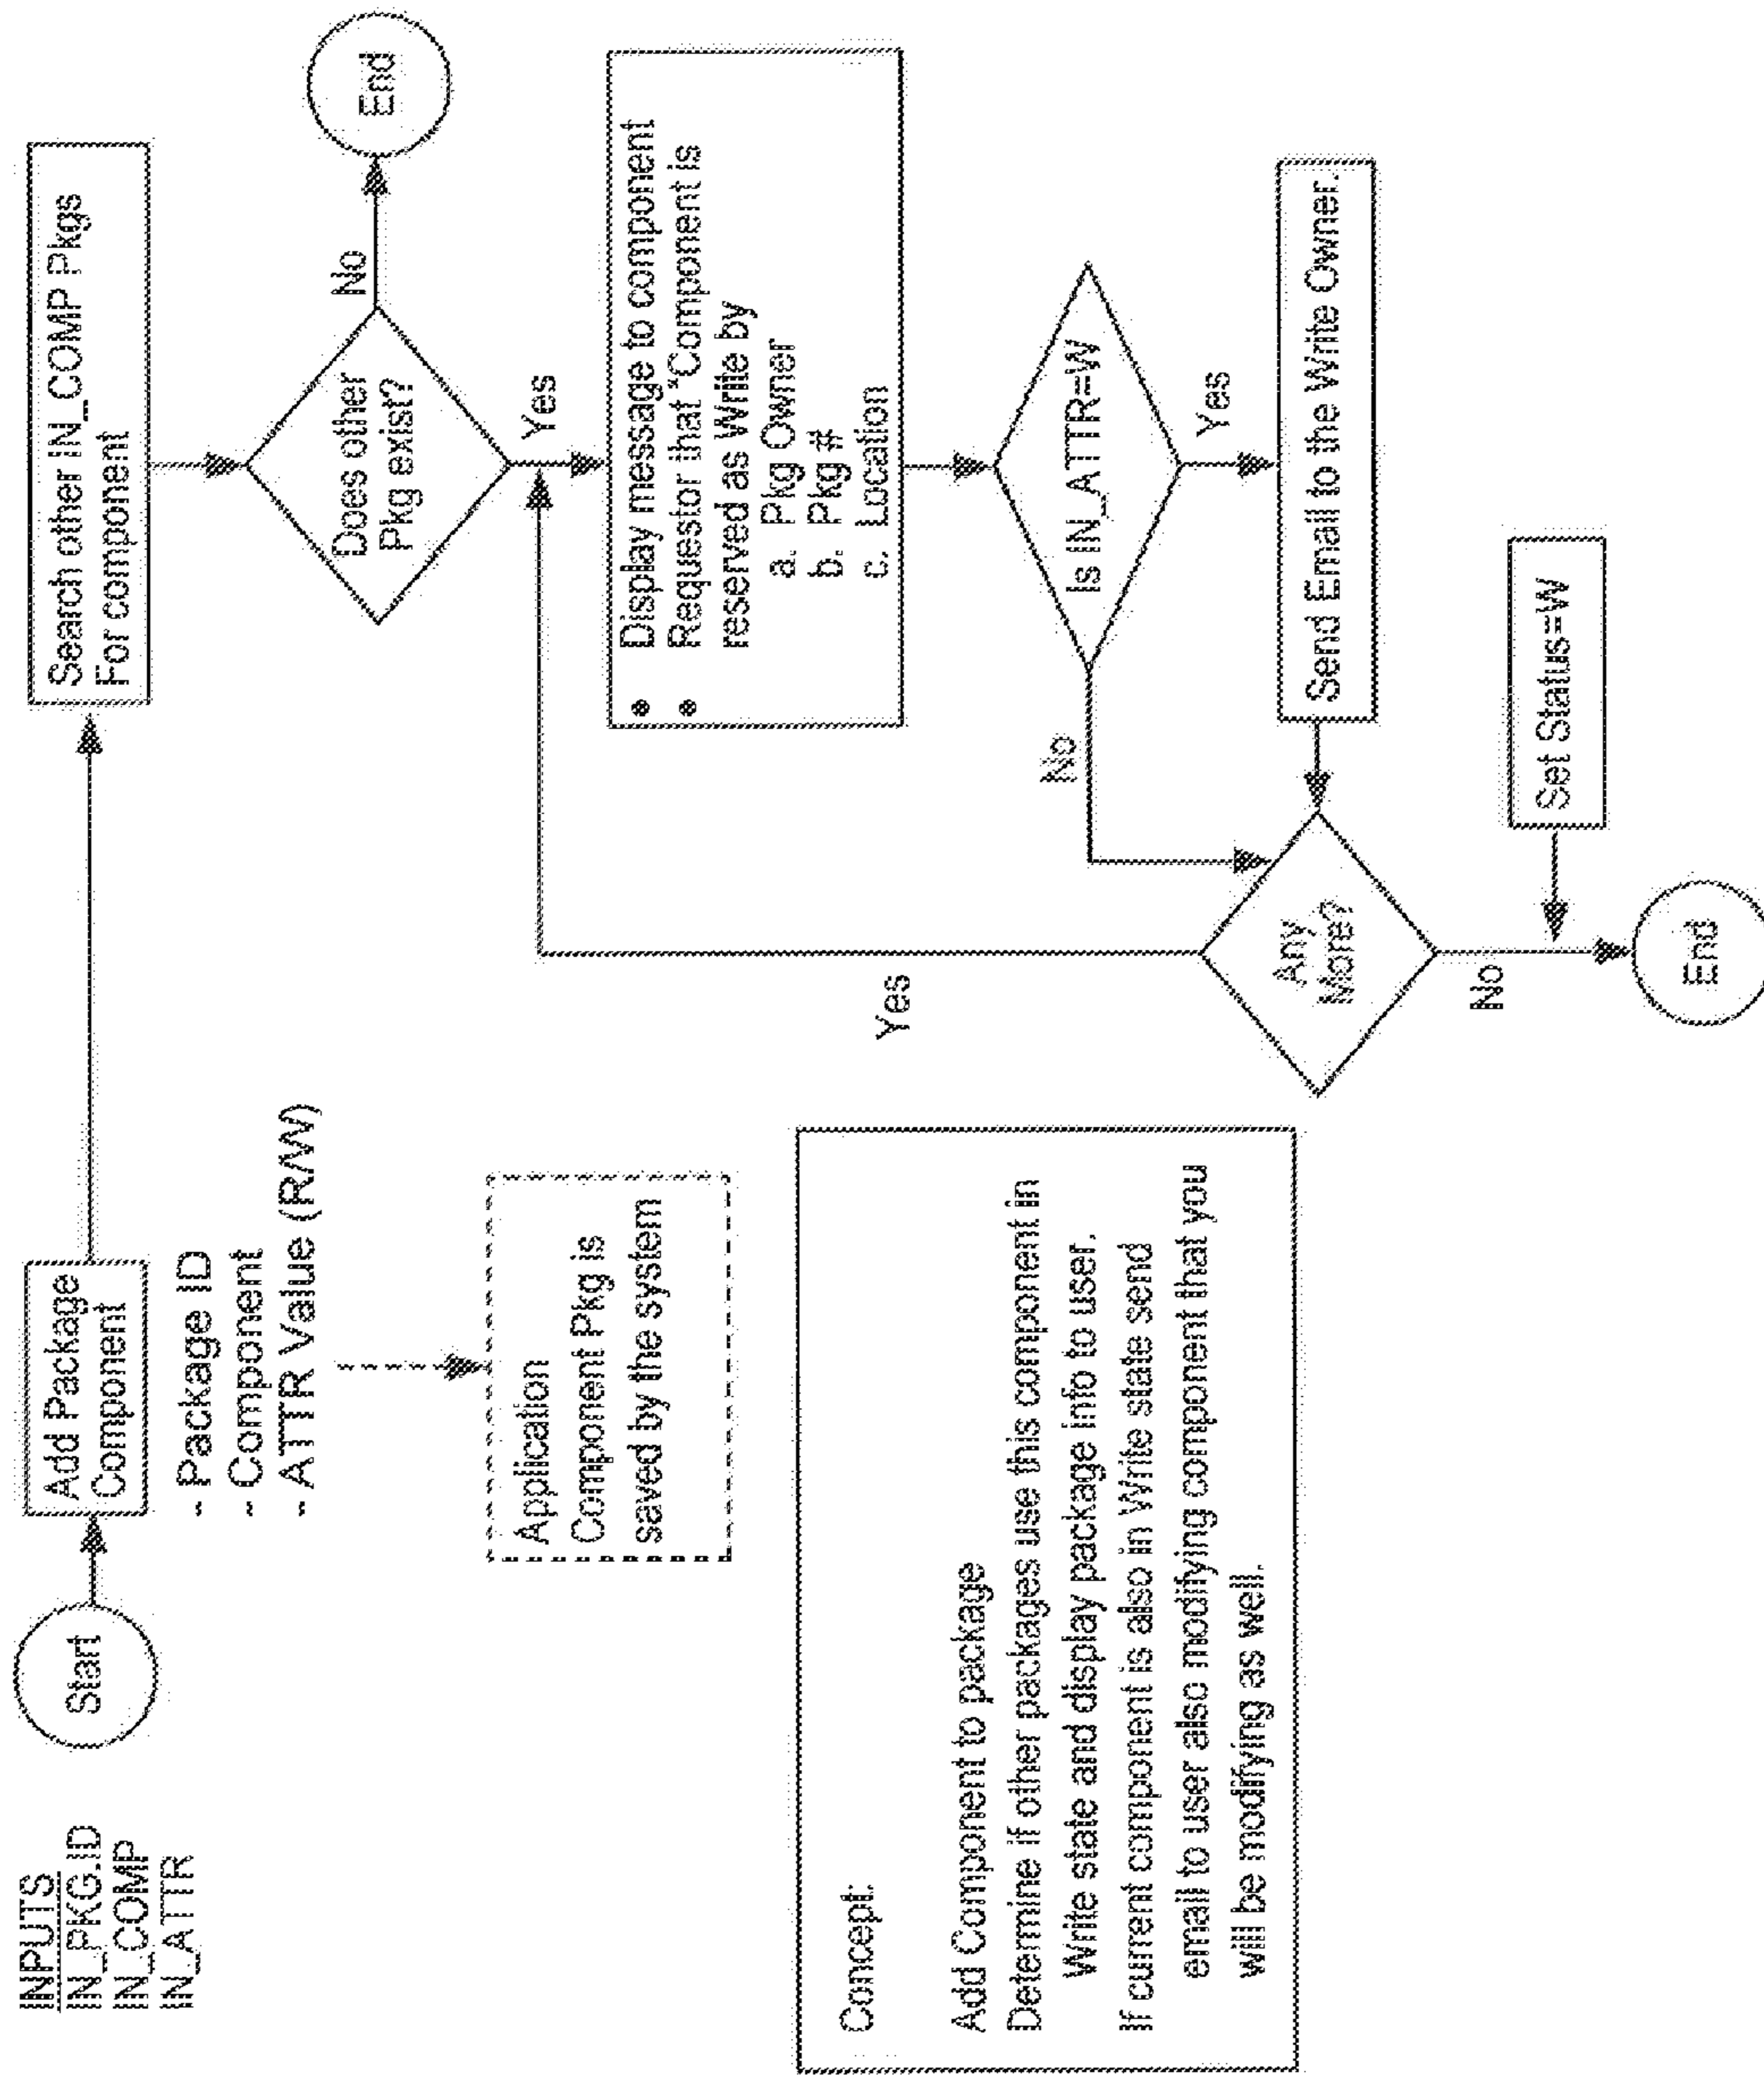 INPUTS
IN_PKG.ID
IN_COMP
IN_ATTR
Start
Add Package
Component
- Package ID
- Component
- ATTR Value (R/W)
Application
Component Pkg is
saved by the system
Search other IN_COMP Pkgs
For component
Does other
Pkg exist?
No
End
Yes
• Display message to component
• Requestor that "Component is
reserved as Write by
a. Pkg Owner
b. Pkg #
c. Location
Is IN_ATTR=W
No
Yes
Send Email to the Write Owner.
Any
More?
Yes
No
Set Status=W
End
Concept:
Add Component to package
Determine if other packages use this component in
Write state and display package info to user.
If current component is also in Write state send
email to user also modifying component that you
will be modifying as well.